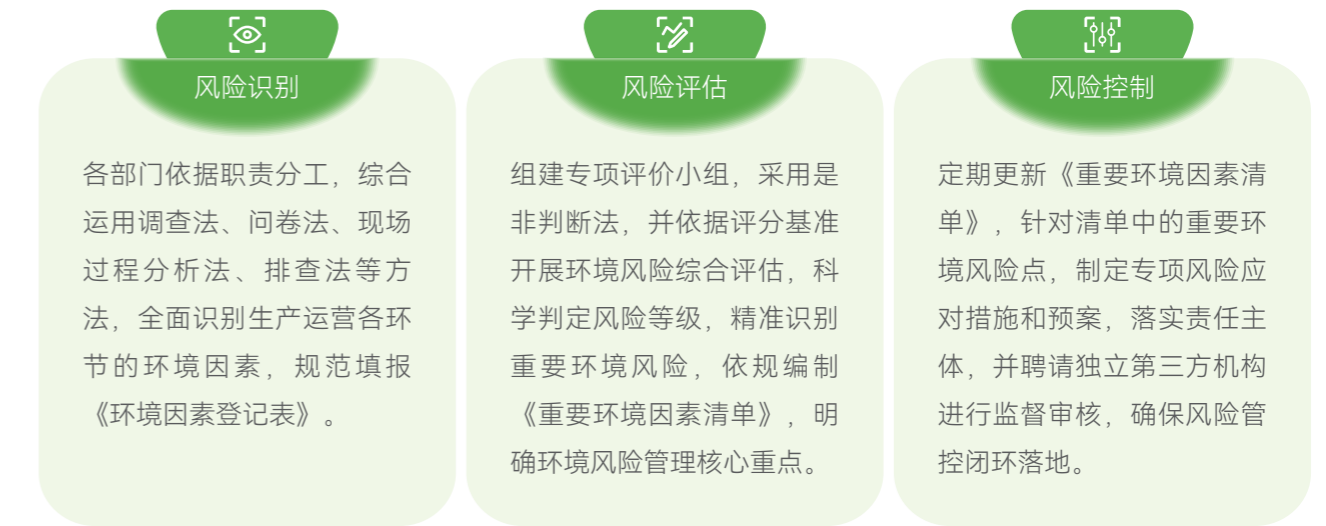 风险识别
各部门依据职责分工，综合
运用调查法、问卷法、现场
过程分析法、排查法等方
法，全面识别生产运营各环
节的环境因素，规范填报
《环境因素登记表》。
风险评估
组建专项评价小组，采用是
非判断法，并依据评分基准
开展环境风险综合评估，科
学判定风险等级，精准识别
重要环境风险，依规编制
《重要环境因素清单》，明
确环境风险管理核心重点。
风险控制
定期更新《重要环境因素清
单》，针对清单中的重要环
境风险点，制定专项风险应
对措施和预案，落实责任主
体，并聘请独立第三方机构
进行监督审核，确保风险管
控闭环落地。